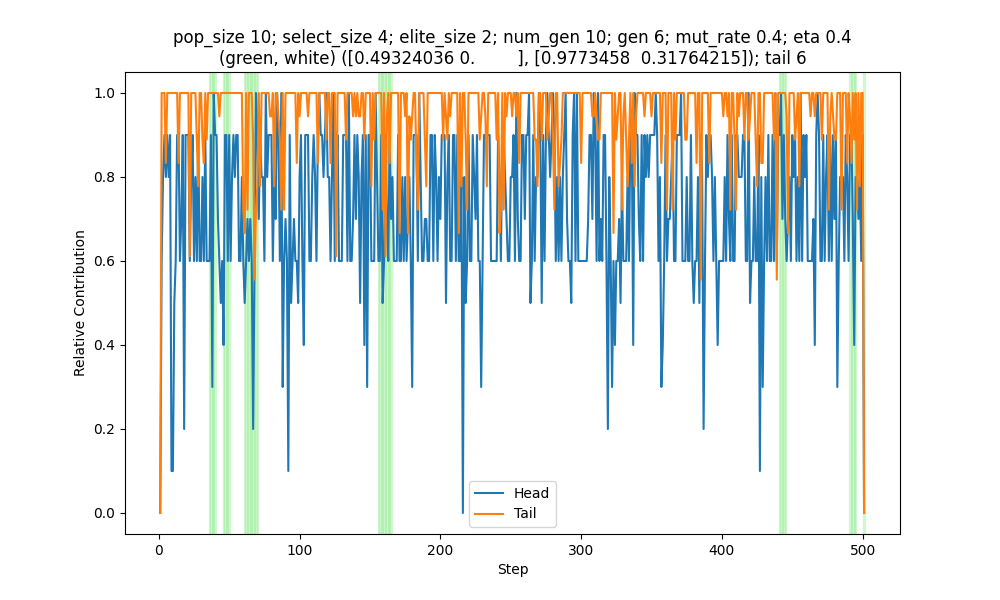 pop_size 10; select_size 4; elite_size 2; num_gen 10; gen 6; mut_rate 0.4; eta 0.4
(green, white) ([0.49324036 0.         ], [0.9773458  0.31764215]); tail 6
1.0
0.8
0.6
0.4
0.2
0.0
Relative Contribution
Head
Tail
0
100
200
300
400
500
Step